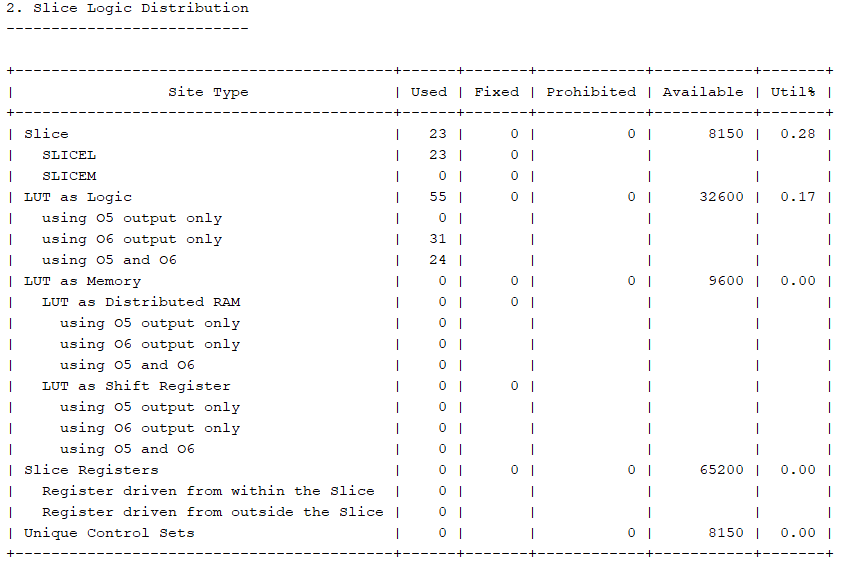 2. Slice Logic Distribution
---------------------------
+------------------------------------------+------+-------+------------+-----------+-------+
|                 Site Type                | Used | Fixed | Prohibited | Available | Util% |
+------------------------------------------+------+-------+------------+-----------+-------+
| Slice                                    |   23 |     0 |          0 |      8150 |  0.28 |
|   SLICEL                                 |   23 |     0 |            |           |       |
|   SLICEM                                 |    0 |     0 |            |           |       |
| LUT as Logic                             |   55 |     0 |          0 |     32600 |  0.17 |
|   using O5 output only                   |    0 |       |            |           |       |
|   using O6 output only                   |   31 |       |            |           |       |
|   using O5 and O6                        |   24 |       |            |           |       |
| LUT as Memory                            |    0 |     0 |          0 |      9600 |  0.00 |
|   LUT as Distributed RAM                 |    0 |     0 |            |           |       |
|     using O5 output only                 |    0 |       |            |           |       |
|     using O6 output only                 |    0 |       |            |           |       |
|     using O5 and O6                      |    0 |       |            |           |       |
|   LUT as Shift Register                  |    0 |     0 |            |           |       |
|     using O5 output only                 |    0 |       |            |           |       |
|     using O6 output only                 |    0 |       |            |           |       |
|     using O5 and O6                      |    0 |       |            |           |       |
| Slice Registers                          |    0 |     0 |          0 |     65200 |  0.00 |
|   Register driven from within the Slice  |    0 |       |            |           |       |
|   Register driven from outside the Slice |    0 |       |            |           |       |
| Unique Control Sets                      |    0 |       |          0 |      8150 |  0.00 |
+------------------------------------------+------+-------+------------+-----------+-------+